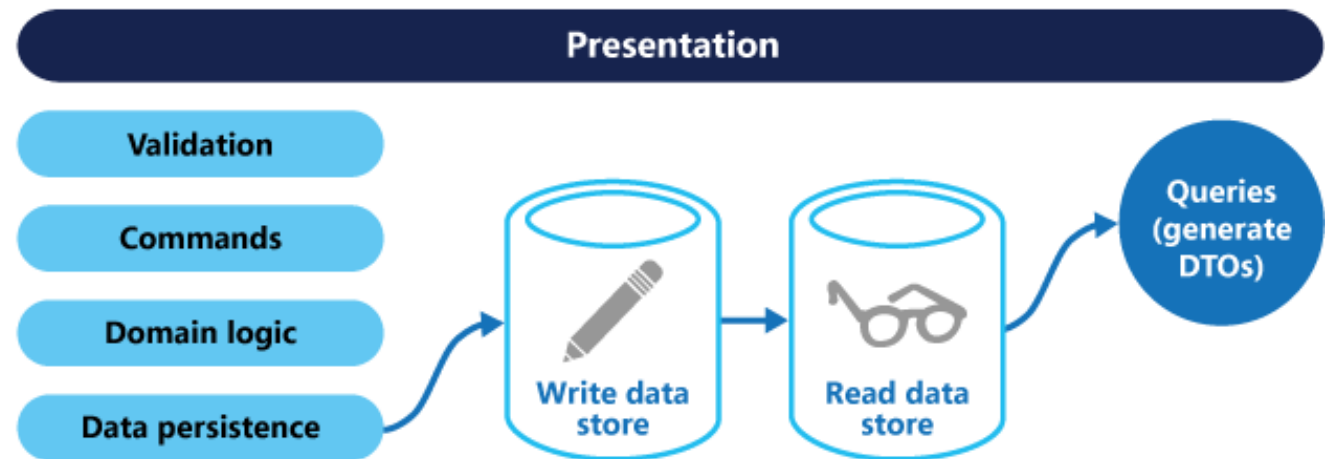 Presentation
Validation
Commands
Domain logic
Data persistence
Write data
store
Read data
store
Queries
(generate
DTOs)